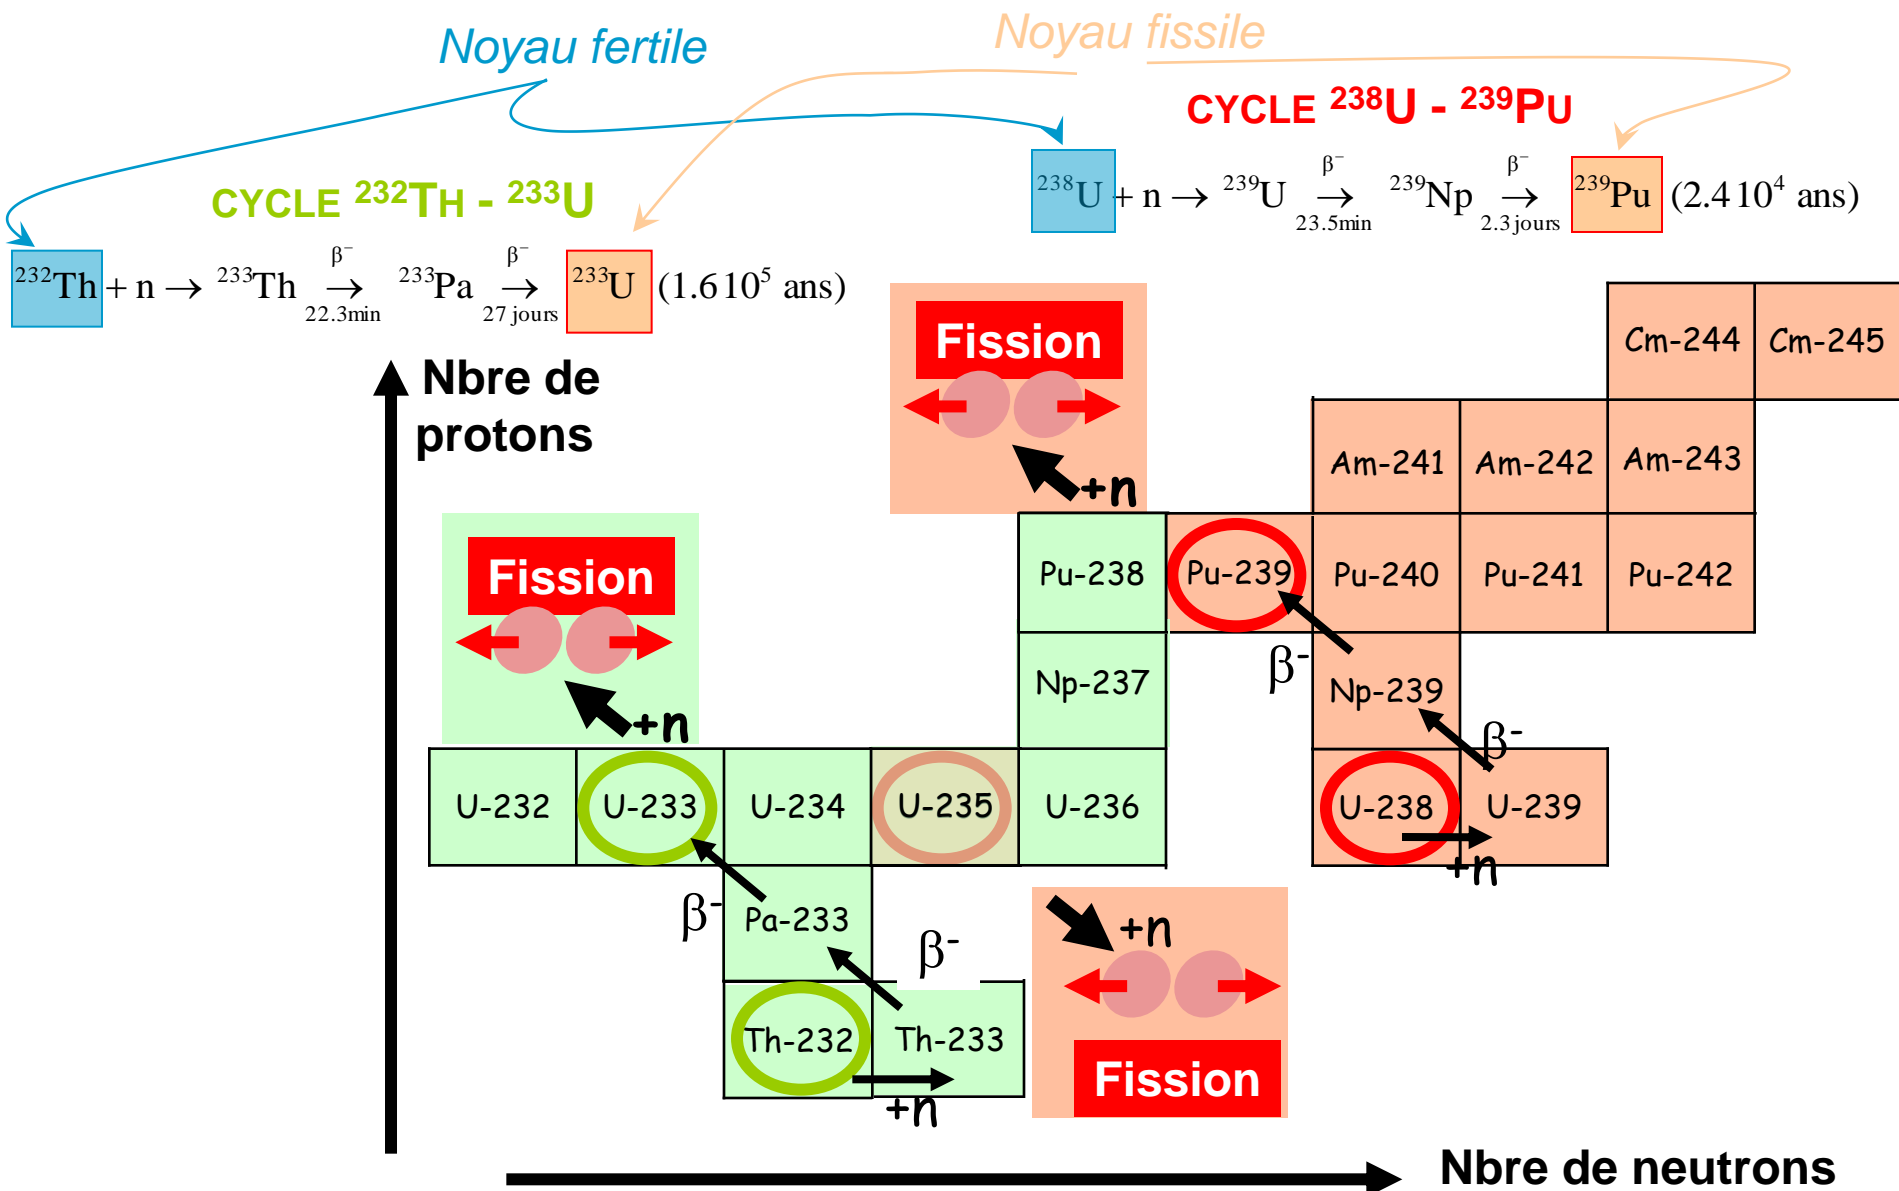 Noyau fertile
Noyau fissile
CYCLE ²³⁸U - ²³⁹PU
²³⁸U + n → ²³⁹U β⁻ → 23.5min ²³⁹Np β⁻ → 2.3 jours ²³⁹Pu (2.4 10⁴ ans)
CYCLE ²³²TH - ²³³U
²³²Th + n → ²³³Th β⁻ → 22.3min ²³³Pa β⁻ → 27 jours ²³³U (1.6 10⁵ ans)
Nbre de
protons
Fission
+n
Cm-244 Cm-245
Am-241 Am-242 Am-243
Fission
+n
Pu-238 Pu-239 Pu-240 Pu-241 Pu-242
β⁻
Np-237 Np-239
β⁻
U-232 U-233 U-234 U-235 U-236 U-238 U-239
+n
β⁻
Pa-233
β⁻
+n
Th-232 Th-233
+n
Fission
Nbre de neutrons